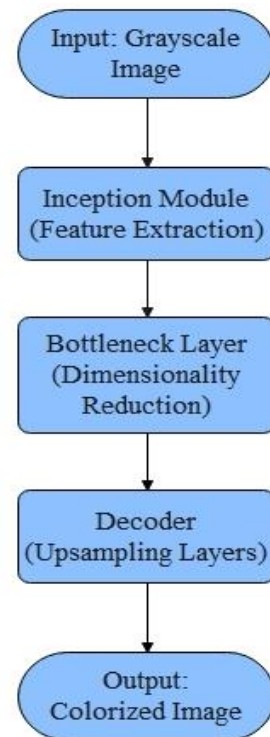 Input: Grayscale
Image
Inception Module
(Feature Extraction)
Bottleneck Layer
(Dimensionality
Reduction)
Decoder
(Upsampling Layers)
Output:
Colorized Image